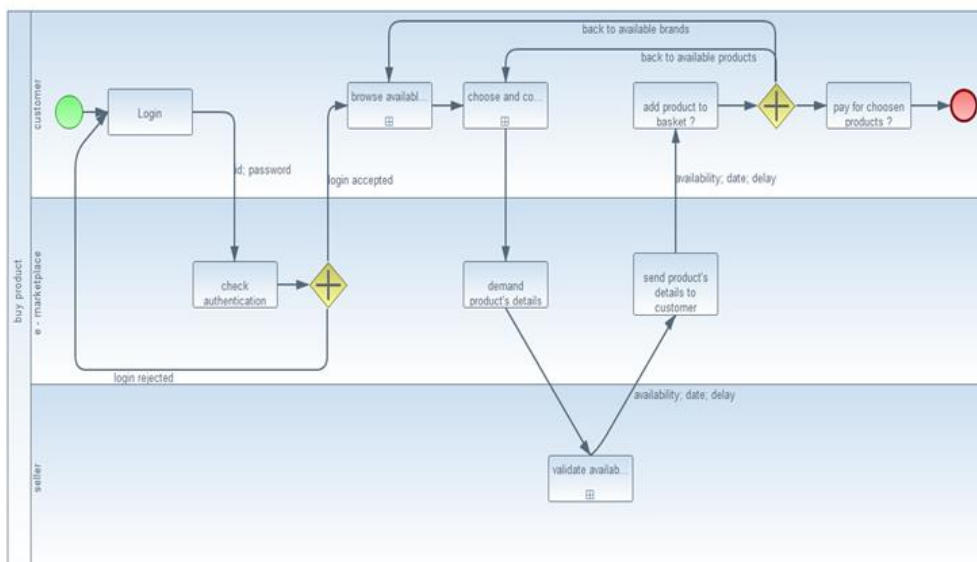 back to available brands
back to available products
customer
browse availabl...
choose and co...
Login
add product to
basket ?
pay for choosen
products ?
id; password
login accepted
availability; date; delay
buy product
e - marketplace
check
authentication
demand
product's details
send product's
details to
customer
login rejected
availability; date; delay
seller
validate availab...